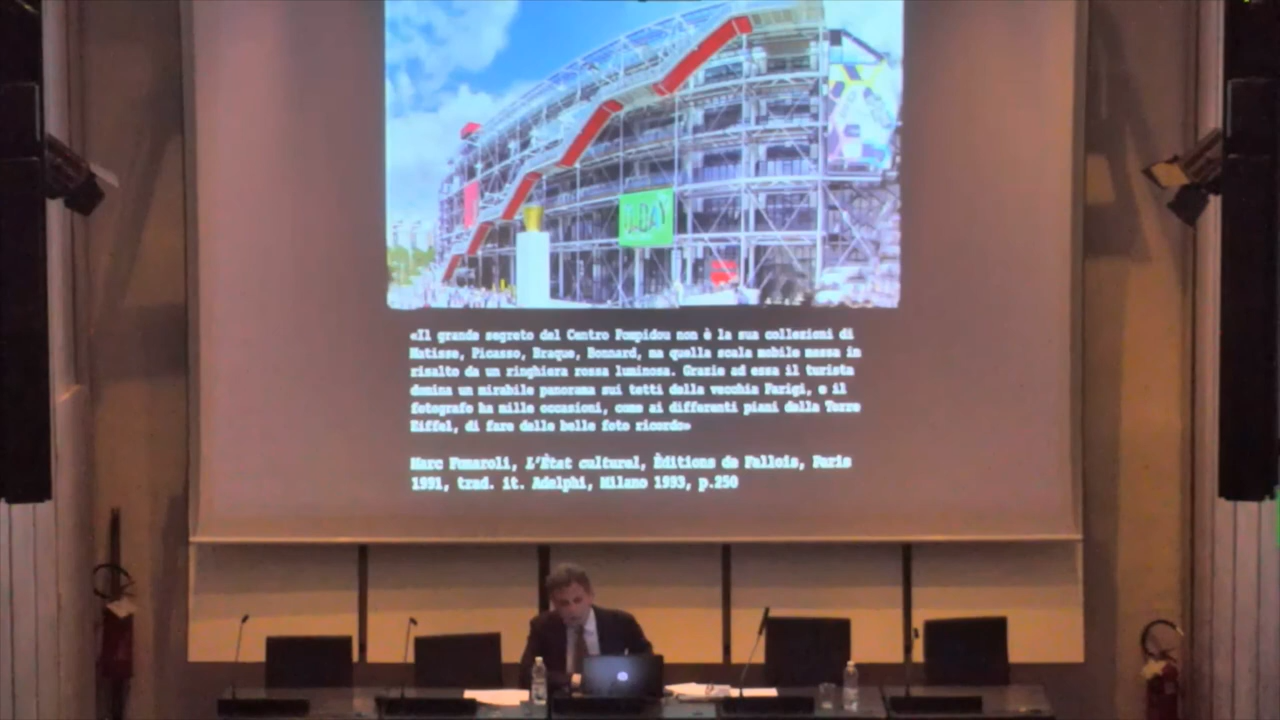 DAY
«Il grande segreto del Centro Pompidou non è la sua collezioni di
Matisse, Picasso, Braque, Bonnard, ma quella scala mobile massa in
risalto da un ringhiera rossa luminosa. Grazie ad essa il turista
domina un mirabile panorama sui tetti della vecchia Parigi, e il
fotografo ha mille occasioni, come ai differenti piani della Torre
Eiffel, di fare delle belle foto ricordo»
Marc Fumaroli, L'État culturel, Éditions de Fallois, Paris
1991, trad. it. Adelphi, Milano 1993, p.250